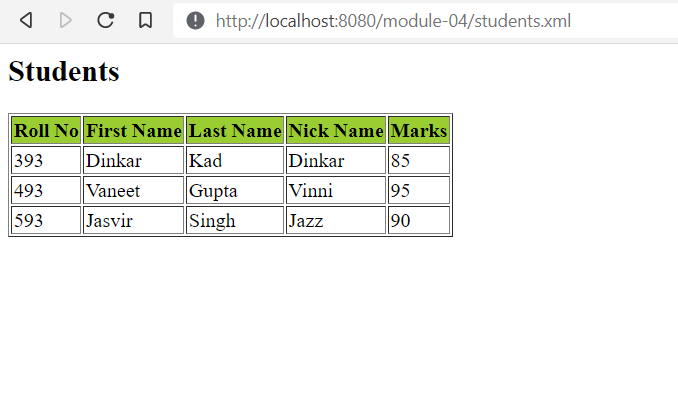 http://localhost:8080/module-04/students.xml
Students
Roll No First Name Last Name Nick Name Marks
393 Dinkar Kad Dinkar 85
493 Vaneet Gupta Vinni 95
593 Jasvir Singh Jazz 90